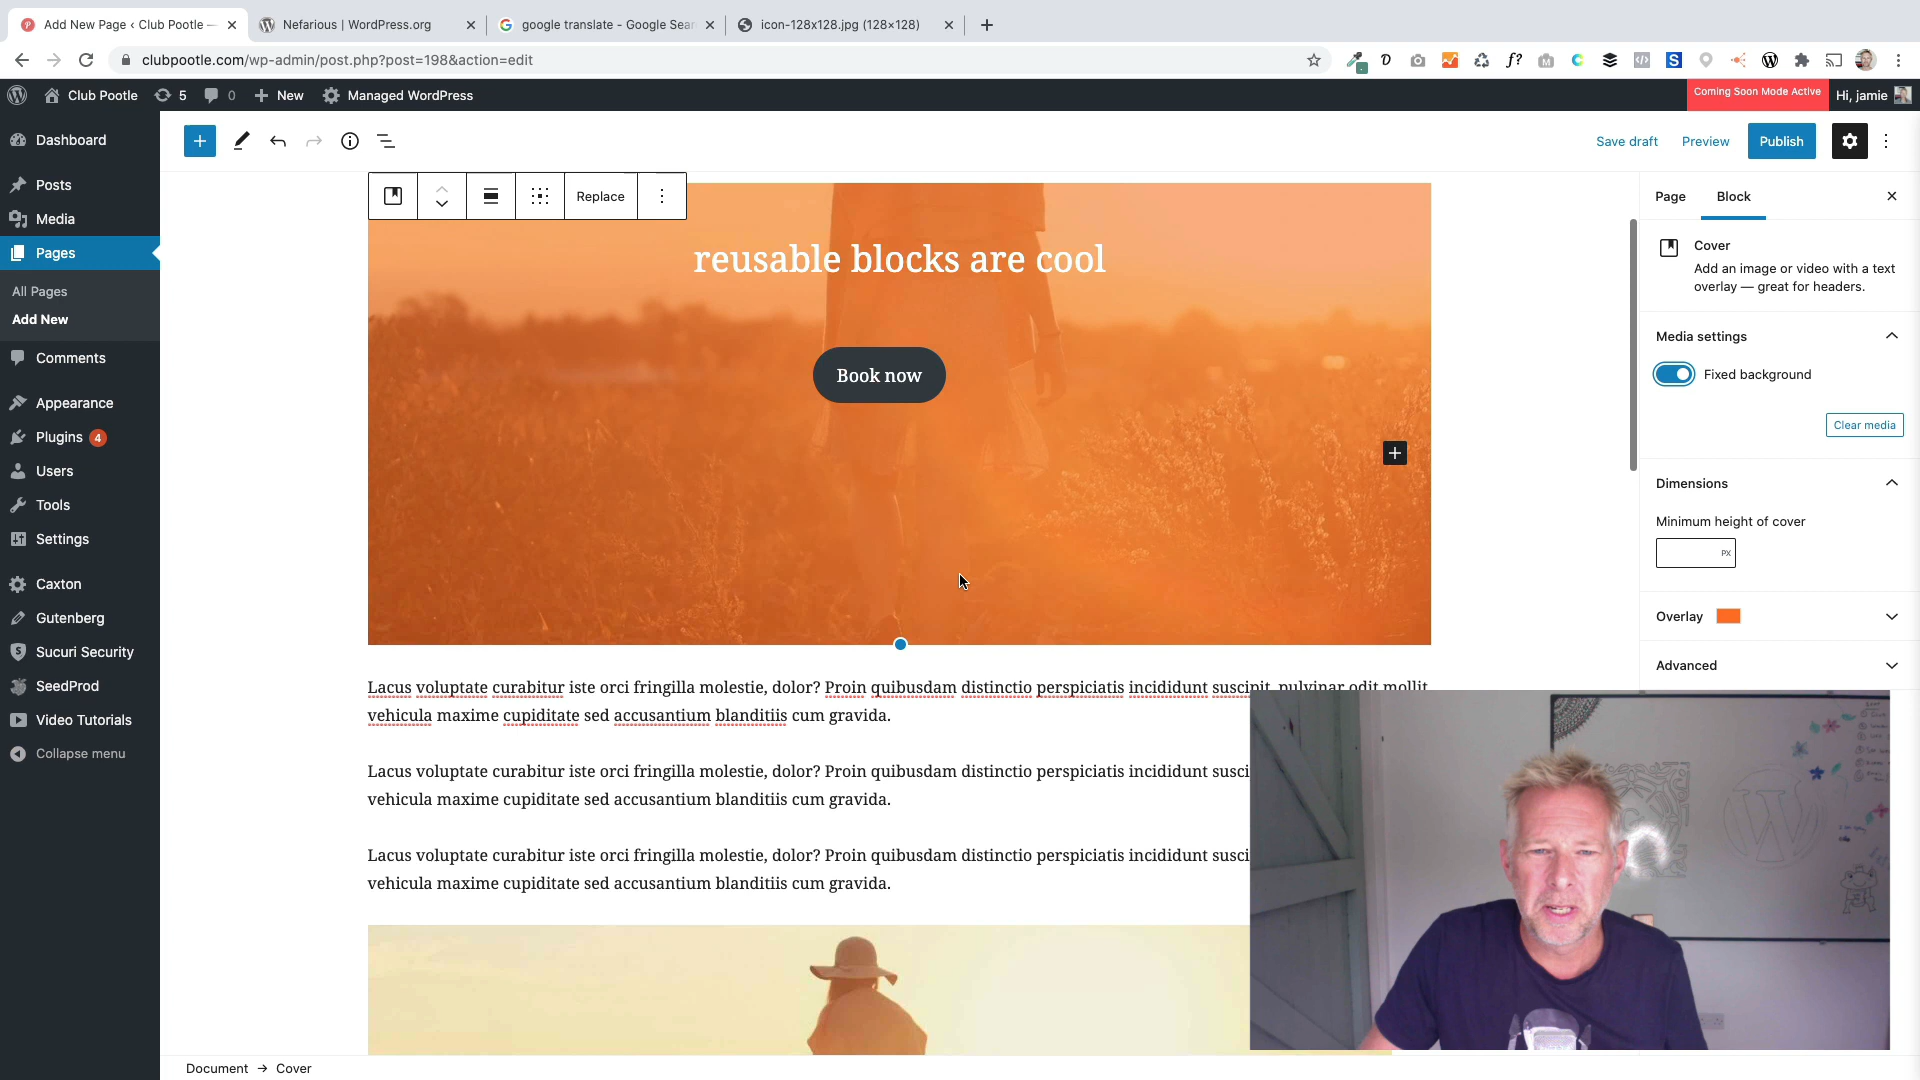 Add New Page ‹ Club Pootle —
Nefarious | WordPress.org
google translate - Google Sear
icon-128x128.jpg (128×128)
clubpootle.com/wp-admin/post.php?post=198&action=edit
Club Pootle
5
0
New
Managed WordPress
Coming Soon Mode Active
Hi, jamie
Dashboard
Posts
Media
Pages
All Pages
Add New
Comments
Appearance
Plugins 4
Users
Tools
Settings
Caxton
Gutenberg
Sucuri Security
SeedProd
Video Tutorials
Collapse menu
Save draft
Preview
Publish
Replace
reusable blocks are cool
Book now
Lacus voluptate curabitur iste orci fringilla molestie, dolor? Proin quibusdam distinctio perspiciatis incididunt suscipit, pulvinar odit mollit,
vehicula maxime cupiditate sed accusantium blanditiis cum gravida.
Lacus voluptate curabitur iste orci fringilla molestie, dolor? Proin quibusdam distinctio perspiciatis incididunt susci
vehicula maxime cupiditate sed accusantium blanditiis cum gravida.
Lacus voluptate curabitur iste orci fringilla molestie, dolor? Proin quibusdam distinctio perspiciatis incididunt susci
vehicula maxime cupiditate sed accusantium blanditiis cum gravida.
Page
Block
Cover
Add an image or video with a text
overlay — great for headers.
Media settings
Fixed background
Clear media
Dimensions
Minimum height of cover
PX
Overlay
Advanced
Document → Cover